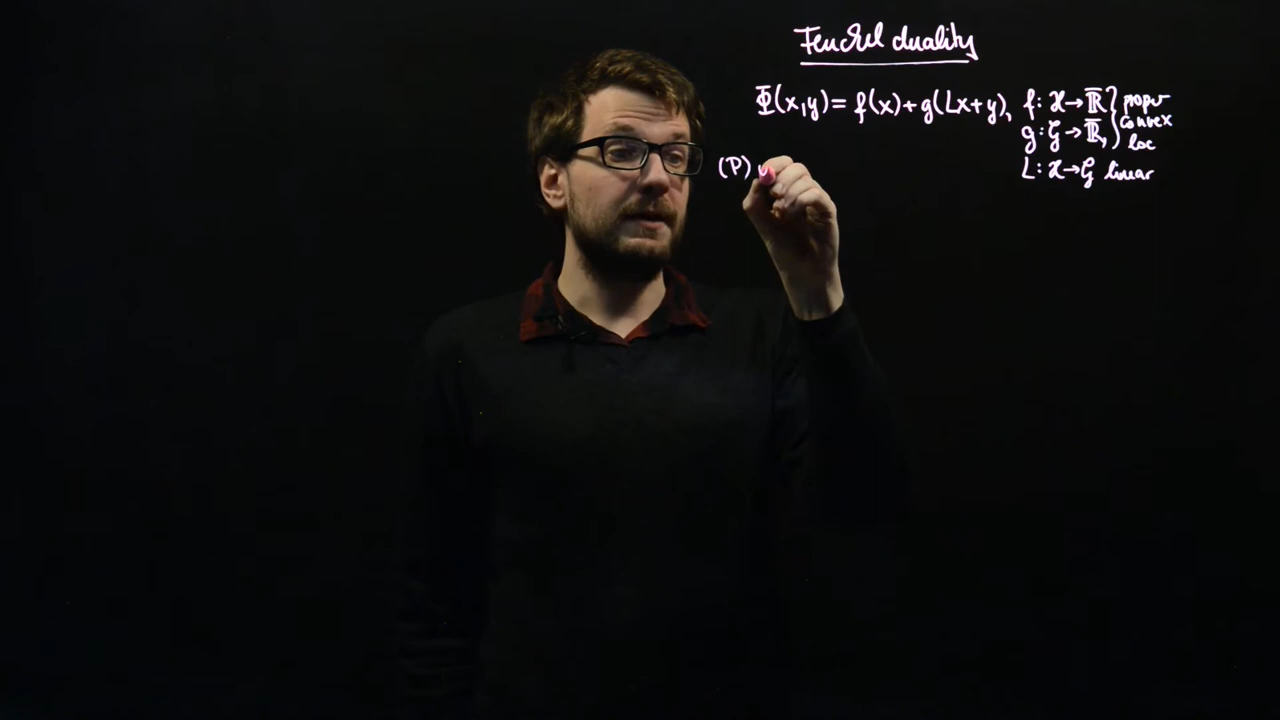 Fenchel duality
Φ(x,y) = f(x) + g(Lx+y), f: ℋ→ℝ̅ } proper
g: 𝒢→ℝ̅, } convex
lsc
(P)
L: ℋ→𝒢 linear